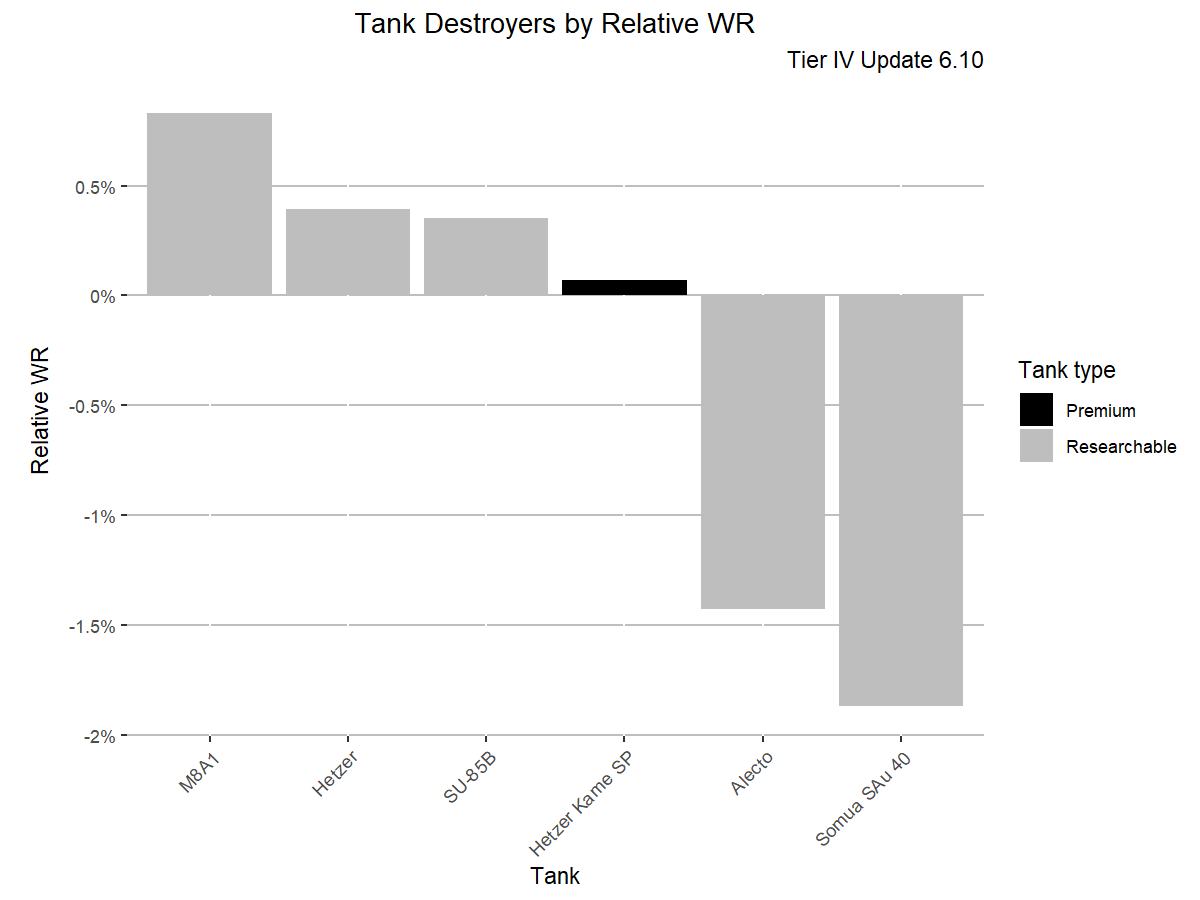 Tank Destroyers by Relative WR
Tier IV Update 6.10
Relative WR
0.5%
0%
-0.5%
-1%
-1.5%
-2%
M8A1
Hetzer
SU-85B
Hetzer Kame SP
Alecto
Somua SAu 40
Tank
Tank type
Premium
Researchable